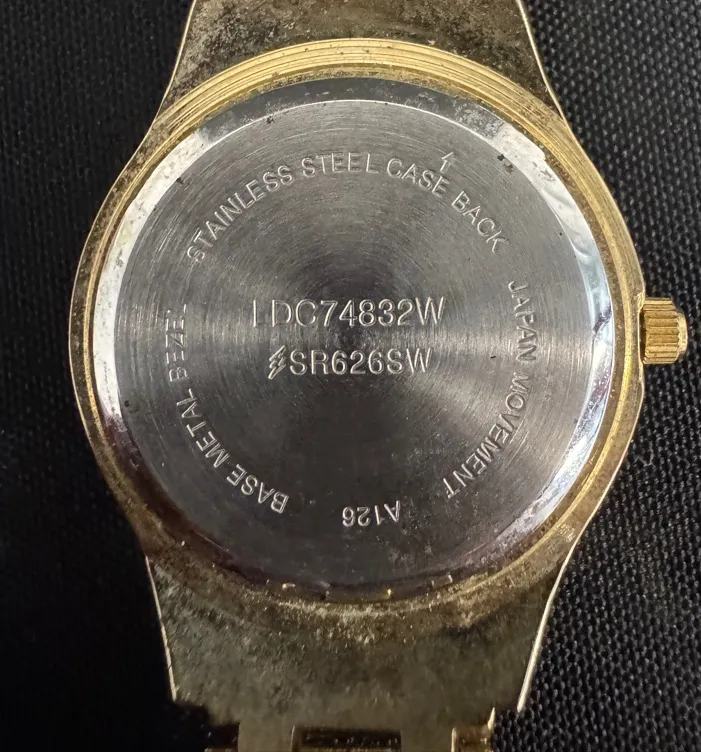 STAINLESS STEEL CASE BACK
JAPAN MOVEMENT
A126
BASE METAL BEZEL
LDC74832W
SR626SW